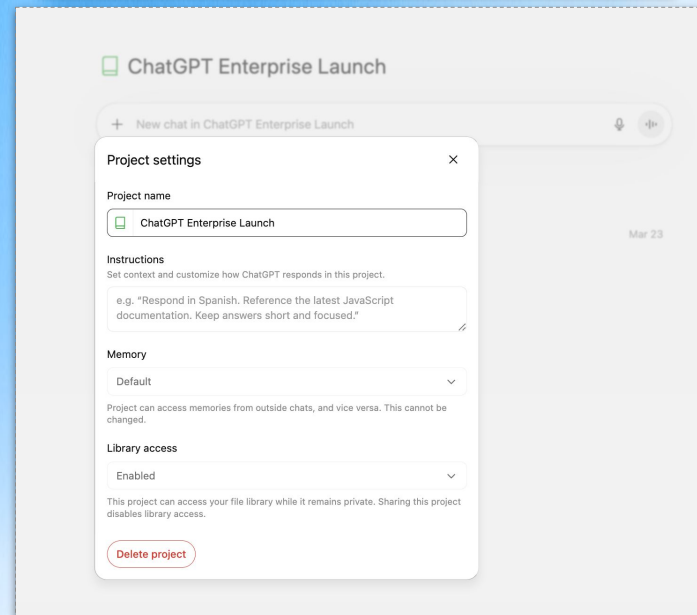 ChatGPT Enterprise Launch
New chat in ChatGPT Enterprise Launch
Project settings
Project name
ChatGPT Enterprise Launch
Mar 23
Instructions
Set context and customize how ChatGPT responds in this project.
e.g. “Respond in Spanish. Reference the latest JavaScript
documentation. Keep answers short and focused.”
Memory
Default
Project can access memories from outside chats, and vice versa. This cannot be
changed.
Library access
Enabled
This project can access your file library while it remains private. Sharing this project
disables library access.
Delete project